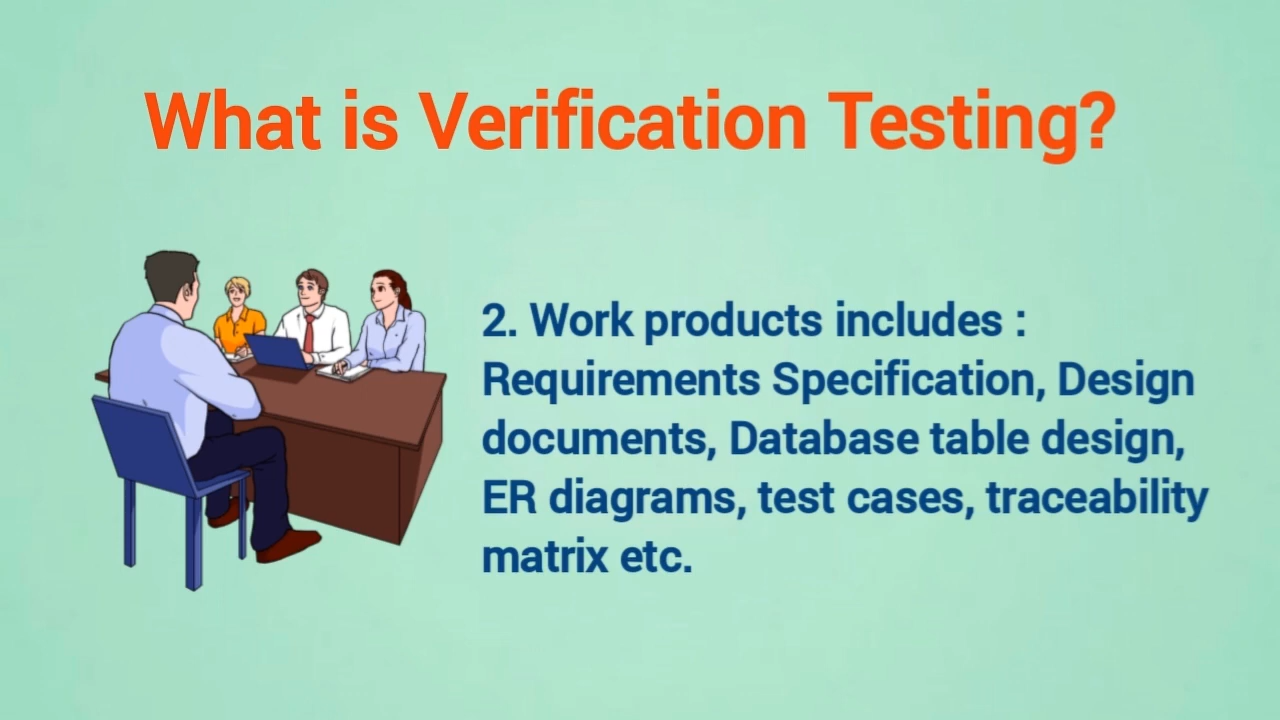 What is Verification Testing?
2. Work products includes :
Requirements Specification, Design
documents, Database table design,
ER diagrams, test cases, traceability
matrix etc.